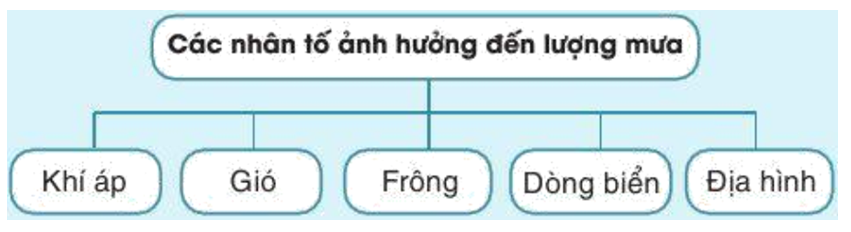 Các nhân tố ảnh hưởng đến lượng mưa
Khí áp
Gió
Frông
Dòng biển
Địa hình